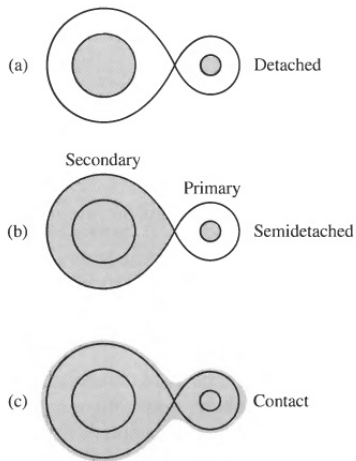 (a) Detached
Secondary
Primary
(b) Semidetached
(c) Contact